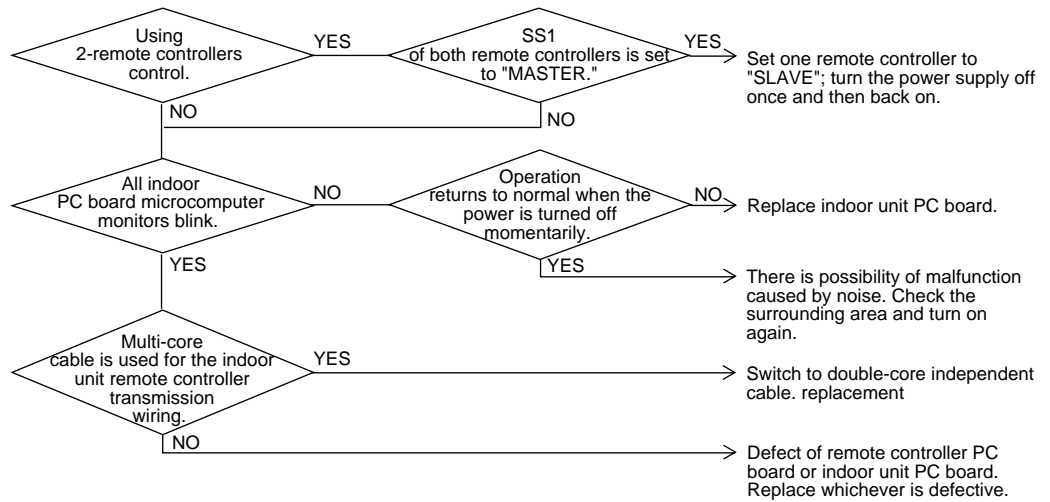 Using
2-remote controllers
control.
YES
SS1
of both remote controllers is set
to "MASTER."
YES
Set one remote controller to
"SLAVE"; turn the power supply off
once and then back on.
NO
NO
All indoor
PC board microcomputer
monitors blink.
NO
Operation
returns to normal when the
power is turned off
momentarily.
NO
Replace indoor unit PC board.
YES
YES
There is possibility of malfunction
caused by noise. Check the
surrounding area and turn on
again.
Multi-core
cable is used for the indoor
unit remote controller
transmission
wiring.
YES
Switch to double-core independent
cable. replacement
NO
Defect of remote controller PC
board or indoor unit PC board.
Replace whichever is defective.